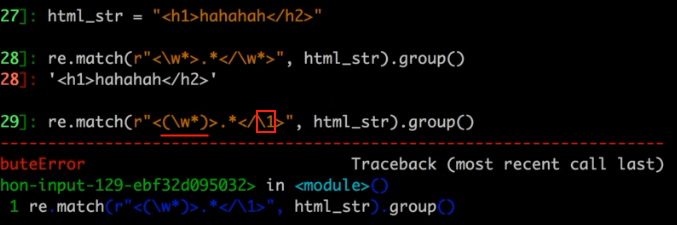 27]: html_str = "<h1>hahahah</h2>"
28]: re.match(r"<\w*>.*</\w*>", html_str).group()
28]: '<h1>hahahah</h2>'
29]: re.match(r"<(\w*)>.*</\1>", html_str).group()
---------------------------------------------------------------------------
buteError Traceback (most recent call last)
hon-input-129-ebf32d095032> in <module>()
1 re.match(r"<(\w*)>.*</\1>", html_str).group()